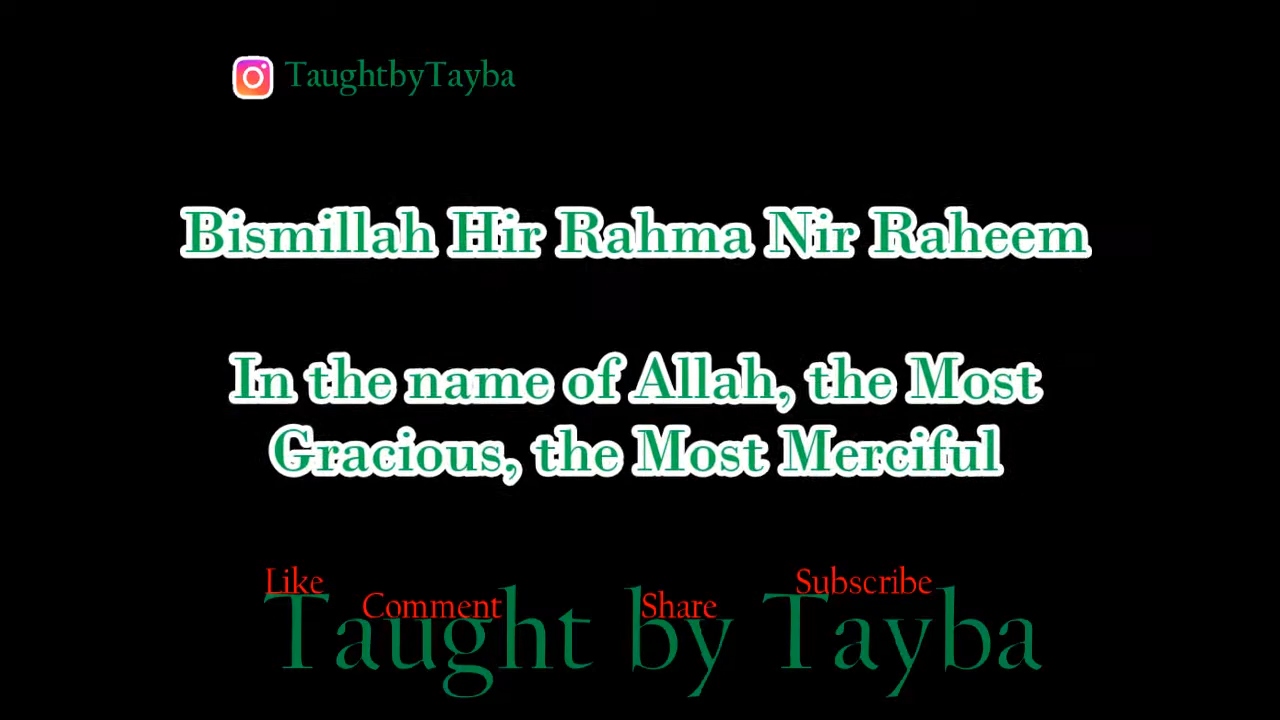 TaughtbyTayba
Bismillah Hir Rahma Nir Raheem
In the name of Allah, the Most
Gracious, the Most Merciful
Like Comment Share Subscribe
Taught by Tayba